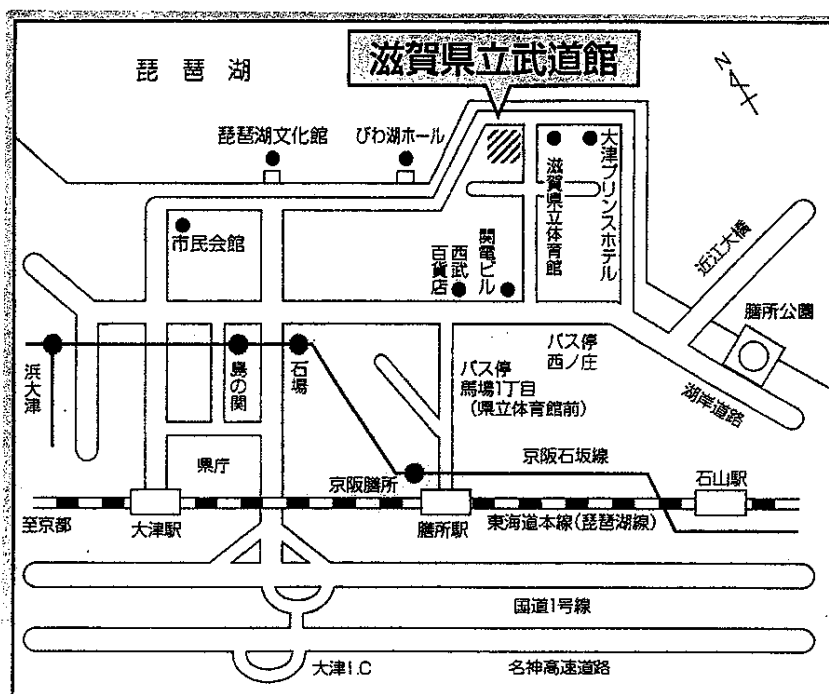 滋賀県立武道館
琵琶湖
N
琵琶湖文化館
びわ湖ホール
大津プリンスホテル
滋賀県立体育館
市民会館
関電ビル
西武
百貨店
近江大橋
膳所公園
バス停
西ノ庄
バス停
馬場1丁目
(県立体育館前)
湖岸道路
浜大津
島の関
石場
県庁
京阪膳所
京阪石坂線
石山駅
至京都
大津駅
膳所駅
東海道本線(琵琶湖線)
国道1号線
大津I.C
名神高速道路